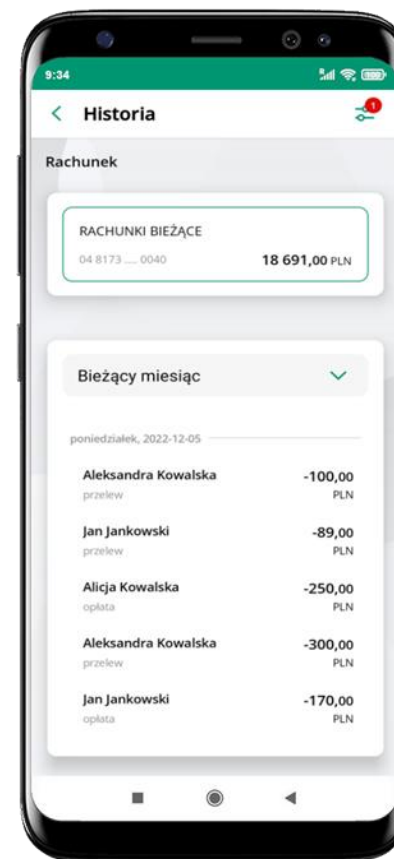 9:34
Historia
1
Rachunek
RACHUNKI BIEŻĄCE
04 8173 .... 0040 18 691,00 PLN
Bieżący miesiąc
poniedziałek, 2022-12-05
Aleksandra Kowalska -100,00
przelew PLN
Jan Jankowski -89,00
przelew PLN
Alicja Kowalska -250,00
opłata PLN
Aleksandra Kowalska -300,00
przelew PLN
Jan Jankowski -170,00
opłata PLN